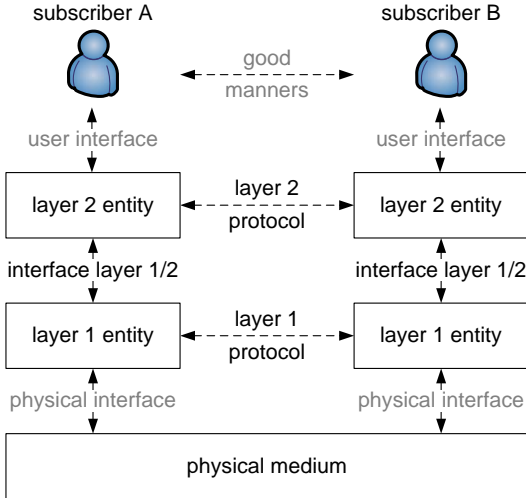 subscriber A
subscriber B
good
manners
user interface
user interface
layer 2 entity
layer 2
protocol
layer 2 entity
interface layer 1/2
interface layer 1/2
layer 1 entity
layer 1
protocol
layer 1 entity
physical interface
physical interface
physical medium